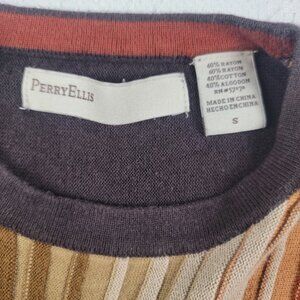 PERRY ELLIS
60% RAYON
60% RAYON
40% COTTON
40% ALGODON
MADE IN CHINA
HECHO EN CHINA
S